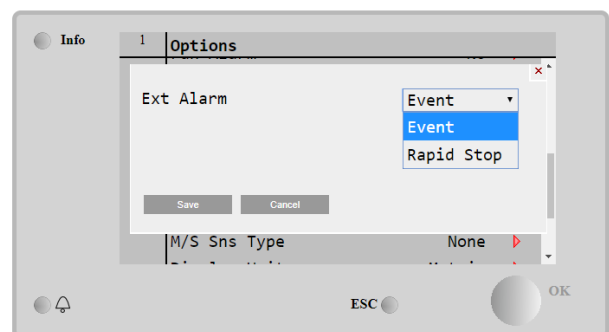 Info
1 Options
Ext Alarm
Event
Event
Rapid Stop
Save Cancel
M/S Sns Type None
ESC
OK